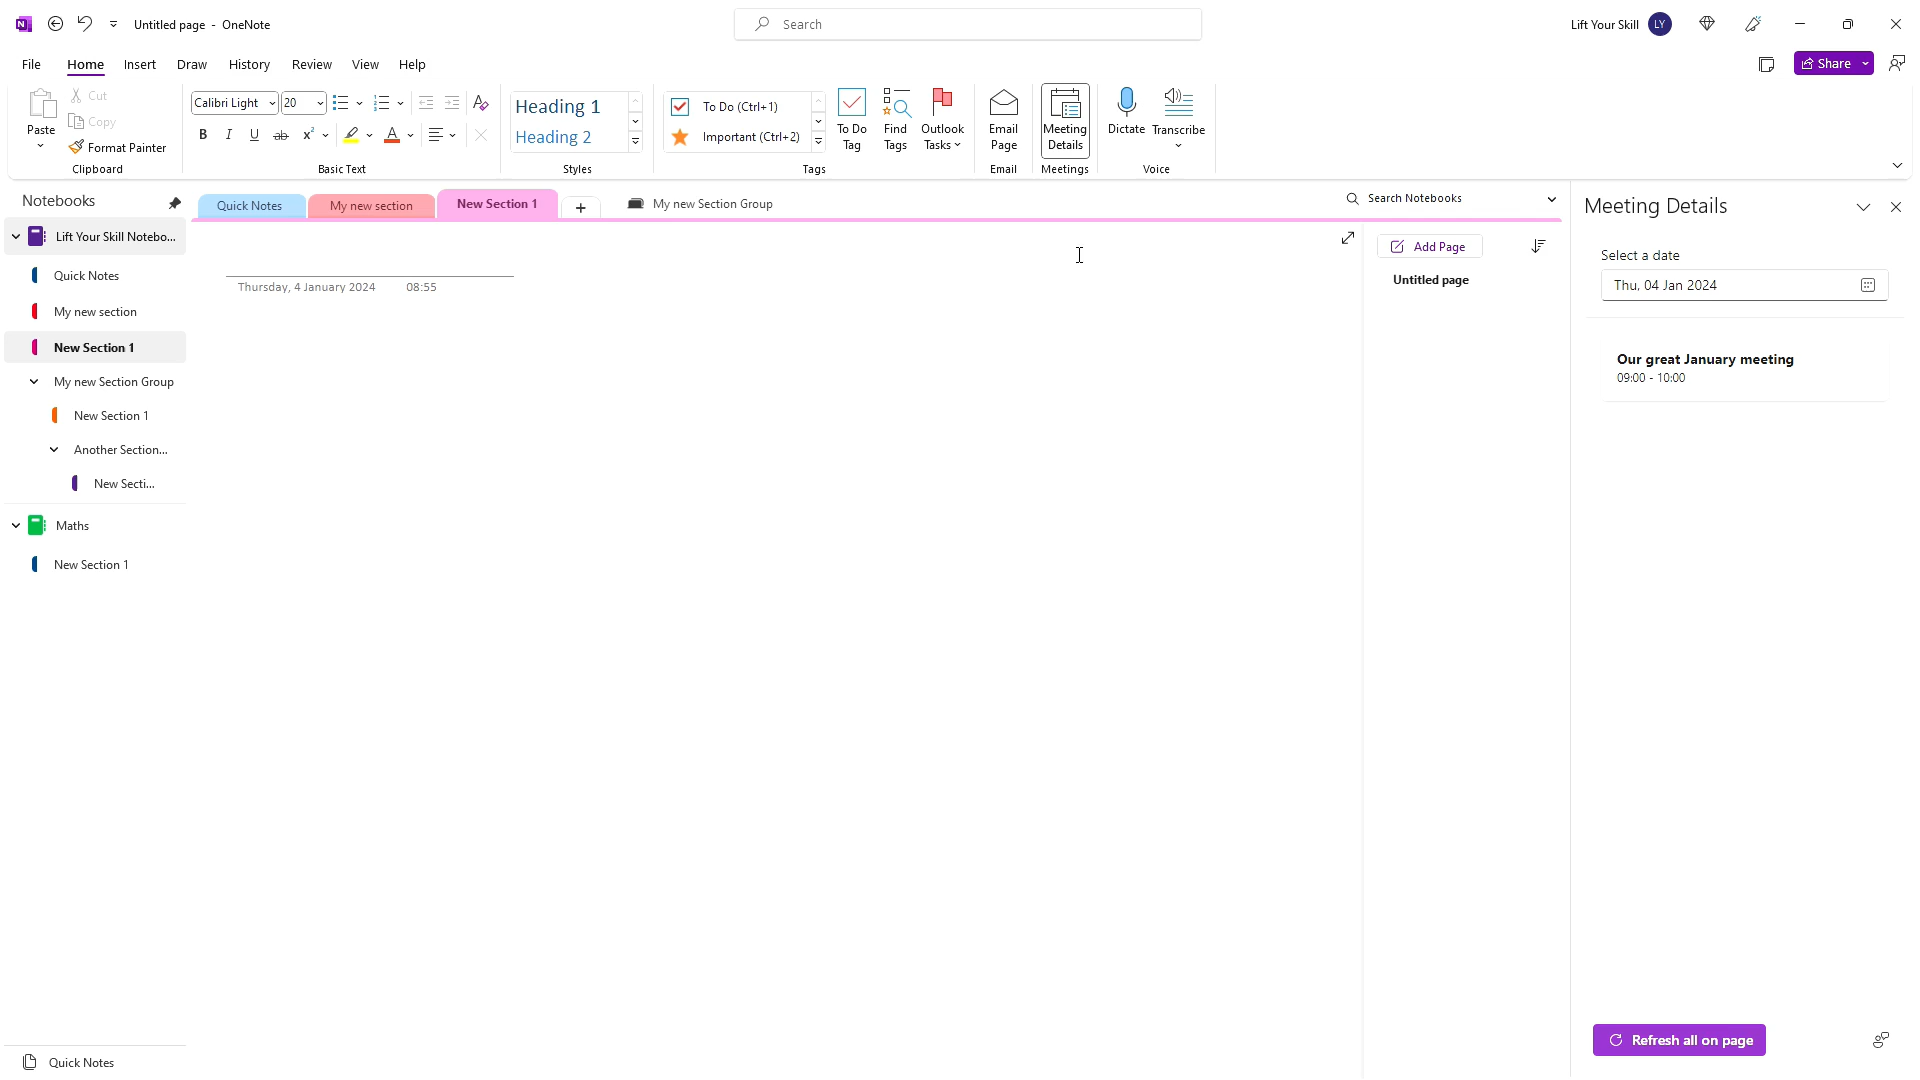 Untitled page - OneNote
Search
Lift Your Skill LY
File Home Insert Draw History Review View Help
Share
Paste
Cut
Copy
Format Painter
Clipboard
Calibri Light 20
B I U ab x²
A
Basic Text
Heading 1
Heading 2
Styles
To Do (Ctrl+1)
Important (Ctrl+2)
Tags
To Do
Tag
Find
Tags
Outlook
Tasks
Email
Page
Email
Meeting
Details
Meetings
Dictate
Transcribe
Voice
Notebooks
Lift Your Skill Notebo...
Quick Notes
My new section
New Section 1
My new Section Group
New Section 1
Another Section...
New Secti...
Maths
New Section 1
Quick Notes
Quick Notes My new section New Section 1 + My new Section Group
Search Notebooks
Thursday, 4 January 2024 08:55
Add Page
Untitled page
Meeting Details
Select a date
Thu, 04 Jan 2024
Our great January meeting
09:00 - 10:00
Refresh all on page